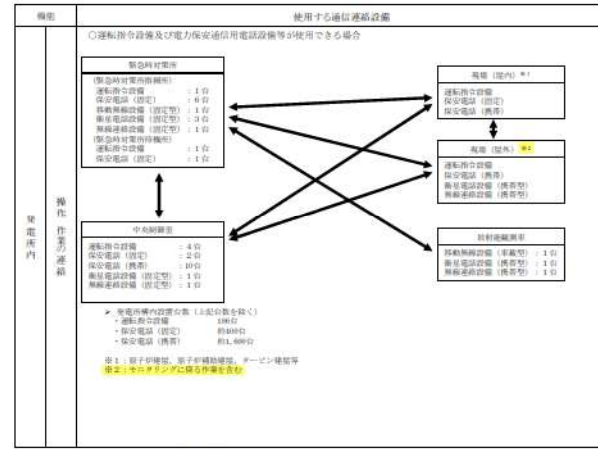 機能
使用する通信連絡設備
発電所内
操作・作業の連絡
○運転指令設備及び電力保安通信用電話設備等が使用できる場合
緊急時対策所
(緊急時対策所指揮所)
運転指令設備 : 1台
保安電話（固定） : 6台
移動無線設備（固定型） : 1台
衛星電話設備（固定型） : 3台
無線連絡設備（固定型） : 1台
(緊急時対策所待機所)
運転指令設備 : 1台
保安電話（固定） : 1台
現場（屋内）※1
運転指令設備
保安電話（固定）
保安電話（携帯）
現場（屋外）※2
運転指令設備
保安電話（携帯）
衛星電話設備（携帯型）
無線連絡設備（携帯型）
中央制御室
運転指令設備 : 4台
保安電話（固定） : 2台
保安電話（携帯） : 10台
衛星電話設備（固定型） : 1台
無線連絡設備（固定型） : 1台
放射能観測車
移動無線設備（車載型） : 1台
衛星電話設備（携帯型） : 1台
無線連絡設備（携帯型） : 1台
➢ 発電所構内設置台数（上記台数を除く）
・運転指令設備 186台
・保安電話（固定） 約400台
・保安電話（携帯） 約1,600台
※1：原子炉建屋、原子炉補助建屋、タービン建屋等
※2：モニタリングに係る作業を含む